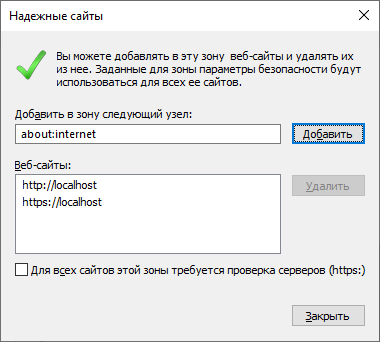 Надежные сайты
Вы можете добавлять в эту зону веб-сайты и удалять их
из нее. Заданные для зоны параметры безопасности будут
использоваться для всех ее сайтов.
Добавить в зону следующий узел:
about:internet
Добавить
Веб-сайты:
http://localhost
https://localhost
Удалить
Для всех сайтов этой зоны требуется проверка серверов (https:)
Закрыть